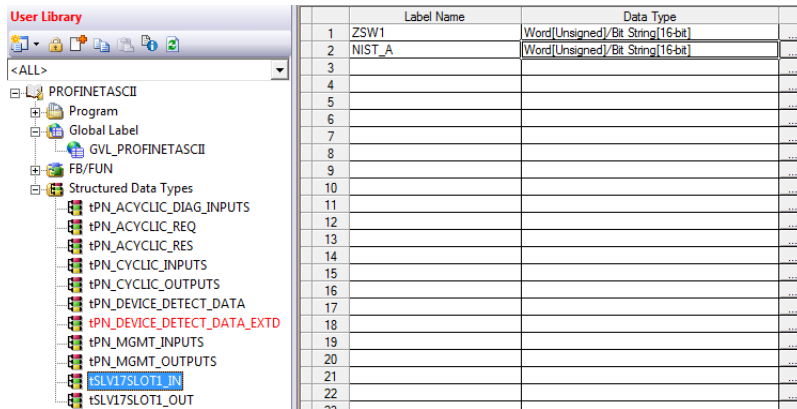 User Library
<ALL>
PROFINETASCII
Program
Global Label
GVL_PROFINETASCII
FB/FUN
Structured Data Types
tPN_ACYCLIC_DIAG_INPUTS
tPN_ACYCLIC_REQ
tPN_ACYCLIC_RES
tPN_CYCLIC_INPUTS
tPN_CYCLIC_OUTPUTS
tPN_DEVICE_DETECT_DATA
tPN_DEVICE_DETECT_DATA_EXTD
tPN_MGMT_INPUTS
tPN_MGMT_OUTPUTS
tSLV17SLOT1_IN
tSLV17SLOT1_OUT
Label Name Data Type
1 ZSW1 Word[Unsigned]/Bit String[16-bit] ...
2 NIST_A Word[Unsigned]/Bit String[16-bit] ...
3 ...
4 ...
5 ...
6 ...
7 ...
8 ...
9 ...
10 ...
11 ...
12 ...
13 ...
14 ...
15 ...
16 ...
17 ...
18 ...
19 ...
20 ...
21 ...
22 ...